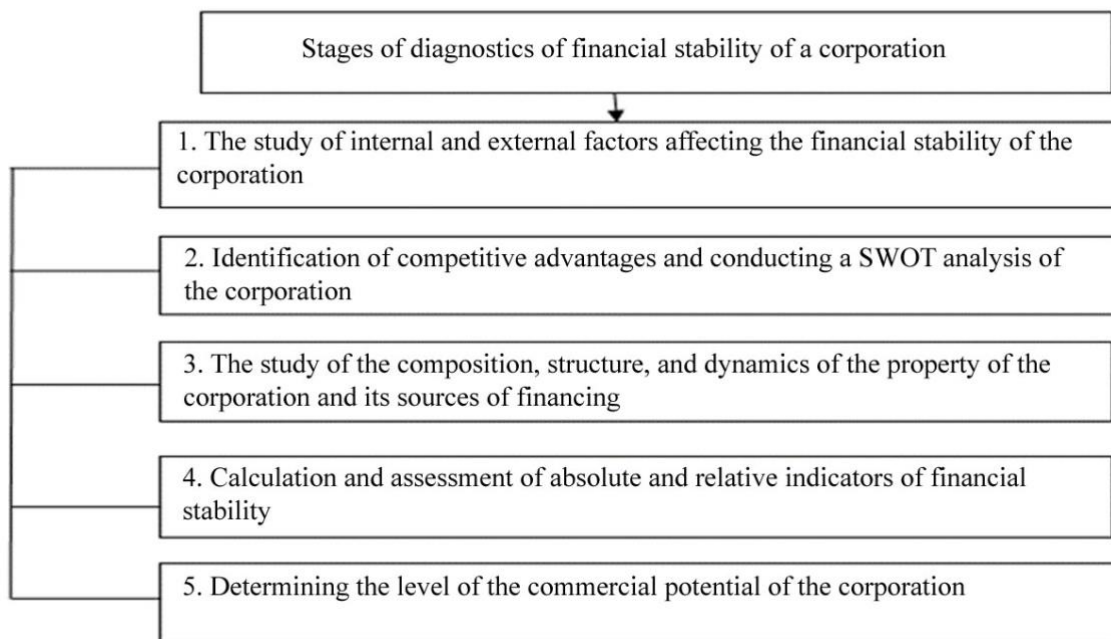 Stages of diagnostics of financial stability of a corporation
1. The study of internal and external factors affecting the financial stability of the
corporation
2. Identification of competitive advantages and conducting a SWOT analysis of
the corporation
3. The study of the composition, structure, and dynamics of the property of the
corporation and its sources of financing
4. Calculation and assessment of absolute and relative indicators of financial
stability
5. Determining the level of the commercial potential of the corporation